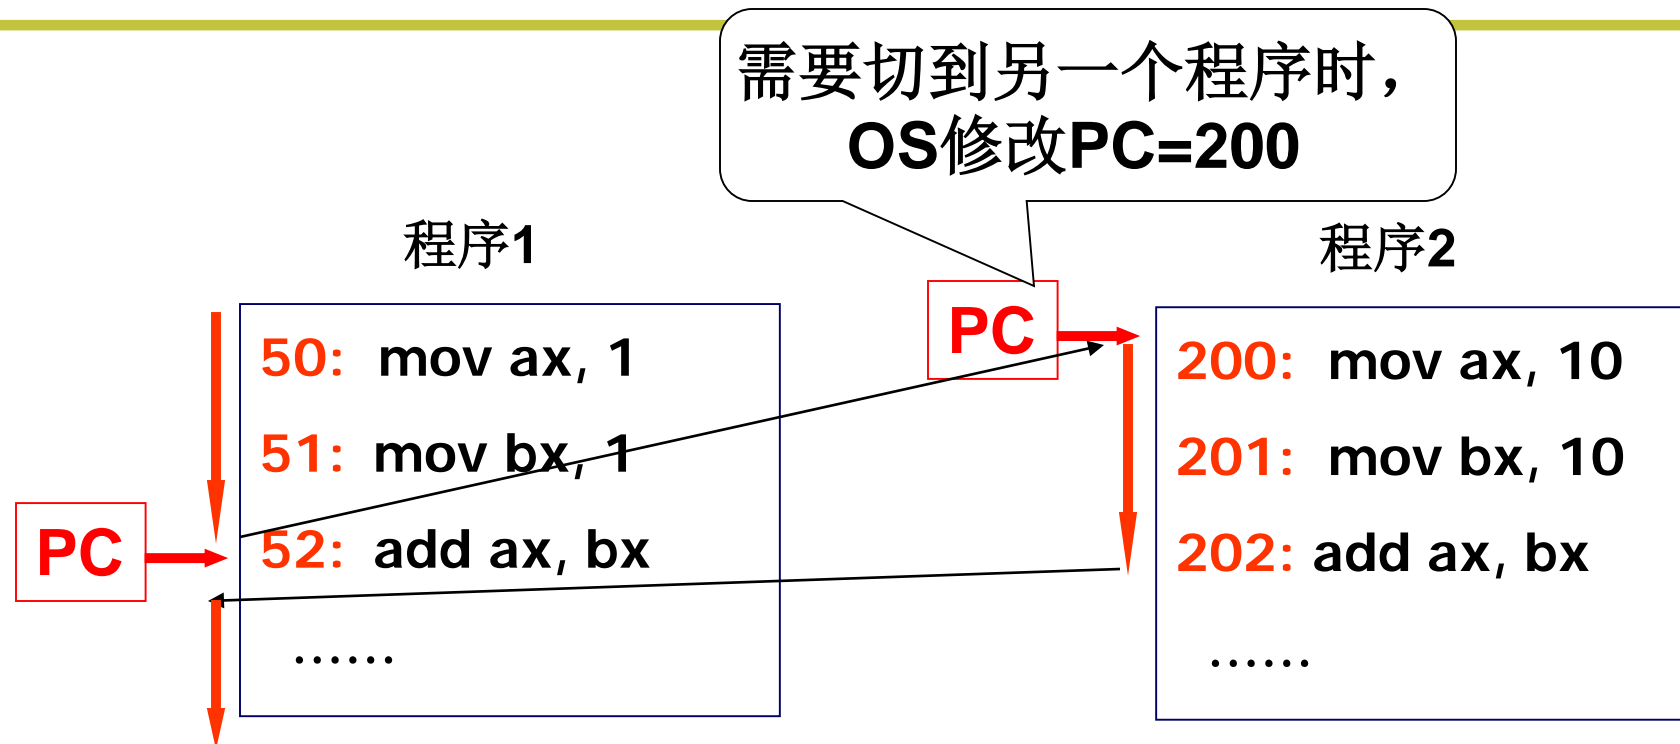 需要切到另一个程序时，
OS修改PC=200
程序1
程序2
PC
50: mov ax, 1
51: mov bx, 1
52: add ax, bx
......
PC
200: mov ax, 10
201: mov bx, 10
202: add ax, bx
......